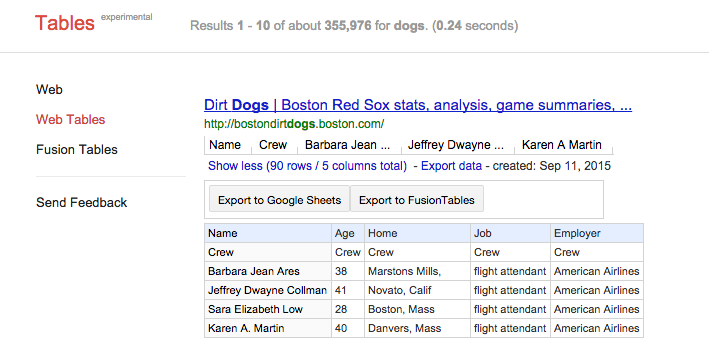 Tables experimental Results 1 - 10 of about 355,976 for dogs. (0.24 seconds)
Web
Web Tables
Fusion Tables
Send Feedback
Dirt Dogs | Boston Red Sox stats, analysis, game summaries, ...
http://bostondirtdogs.boston.com/
Name Crew Barbara Jean ... Jeffrey Dwayne ... Karen A Martin
Show less (90 rows / 5 columns total) - Export data - created: Sep 11, 2015
Export to Google Sheets Export to FusionTables
Name Age Home Job Employer
Crew Crew Crew Crew Crew
Barbara Jean Ares 38 Marstons Mills, flight attendant American Airlines
Jeffrey Dwayne Collman 41 Novato, Calif flight attendant American Airlines
Sara Elizabeth Low 28 Boston, Mass flight attendant American Airlines
Karen A. Martin 40 Danvers, Mass flight attendant American Airlines